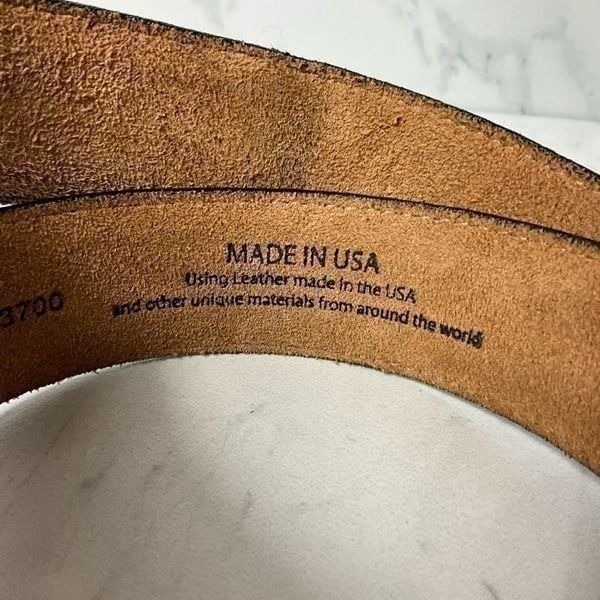 MADE IN USA
Using Leather made in the USA
and other unique materials from around the world
3700